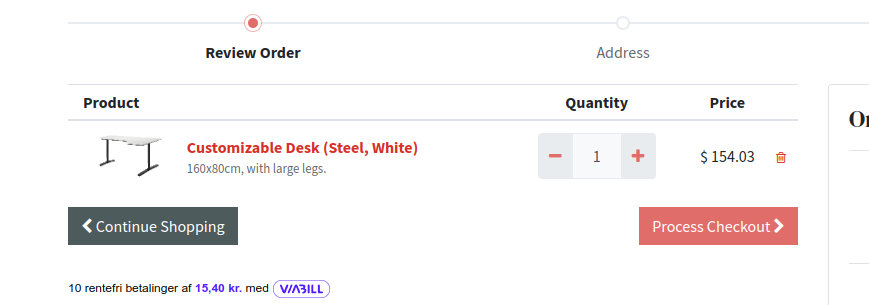 Review Order
Address
Product Quantity Price
Customizable Desk (Steel, White)
160x80cm, with large legs.
1
$ 154.03
Continue Shopping
Process Checkout
10 rentefri betalinger af 15,40 kr. med VIABILL